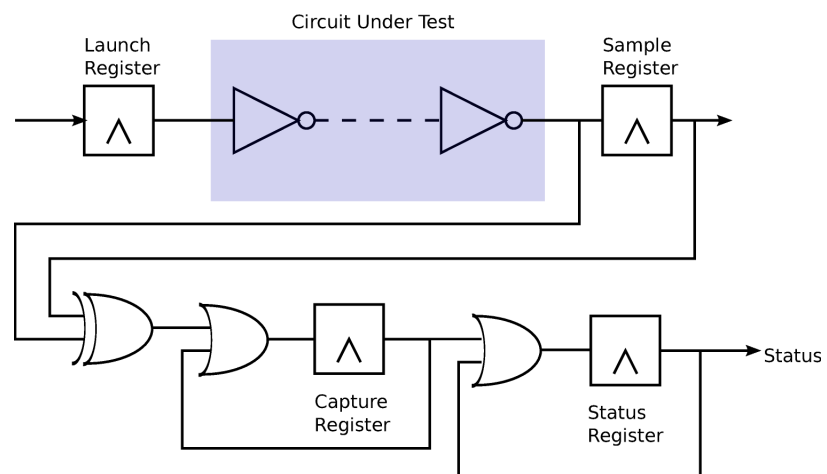 Circuit Under Test
Launch
Register
Sample
Register
Capture
Register
Status
Register
Status